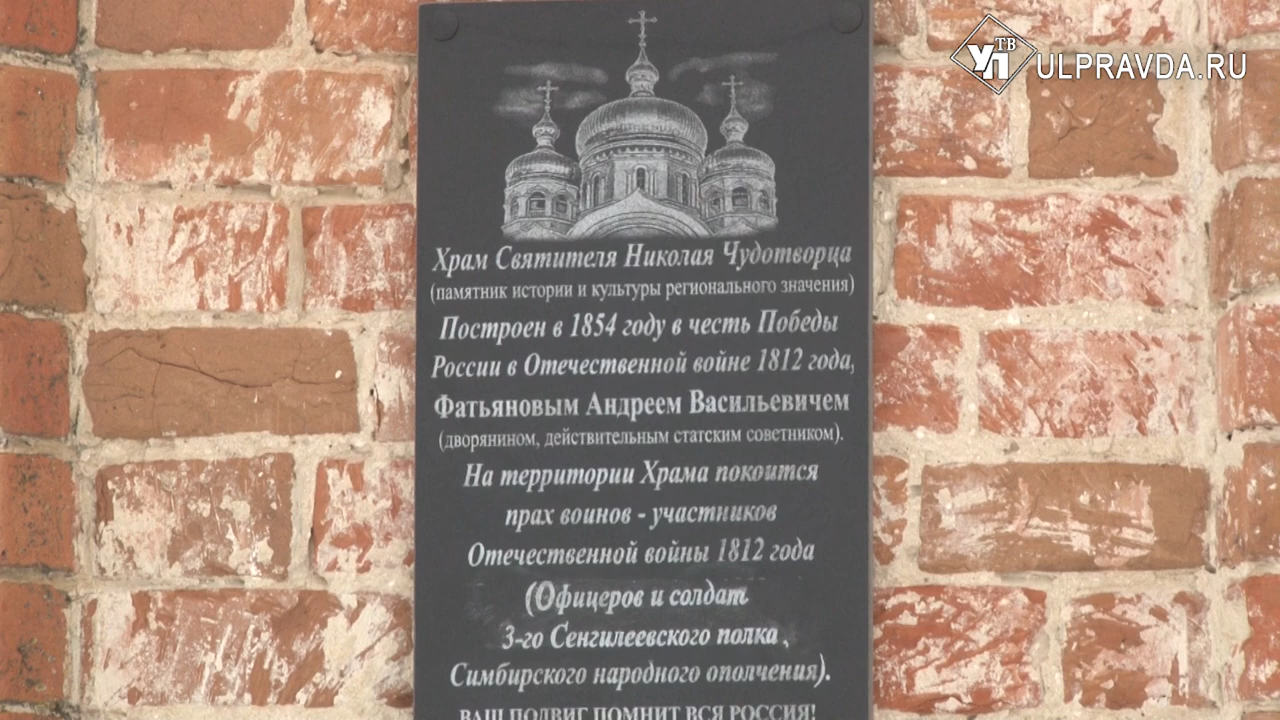 УП ТВ ULPRAVDA.RU
Храм Святителя Николая Чудотворца
(памятник истории и культуры регионального значения)
Построен в 1854 году в честь Победы
России в Отечественной войне 1812 года,
Фатьяновым Андреем Васильевичем
(дворянином, действительным статским советником).
На территории Храма покоится
прах воинов - участников
Отечественной войны 1812 года
(Офицеров и солдат
3-го Сенгилеевского полка ,
Симбирского народного ополчения).
ВАШ ПОДВИГ ПОМНИТ ВСЯ РОССИЯ!